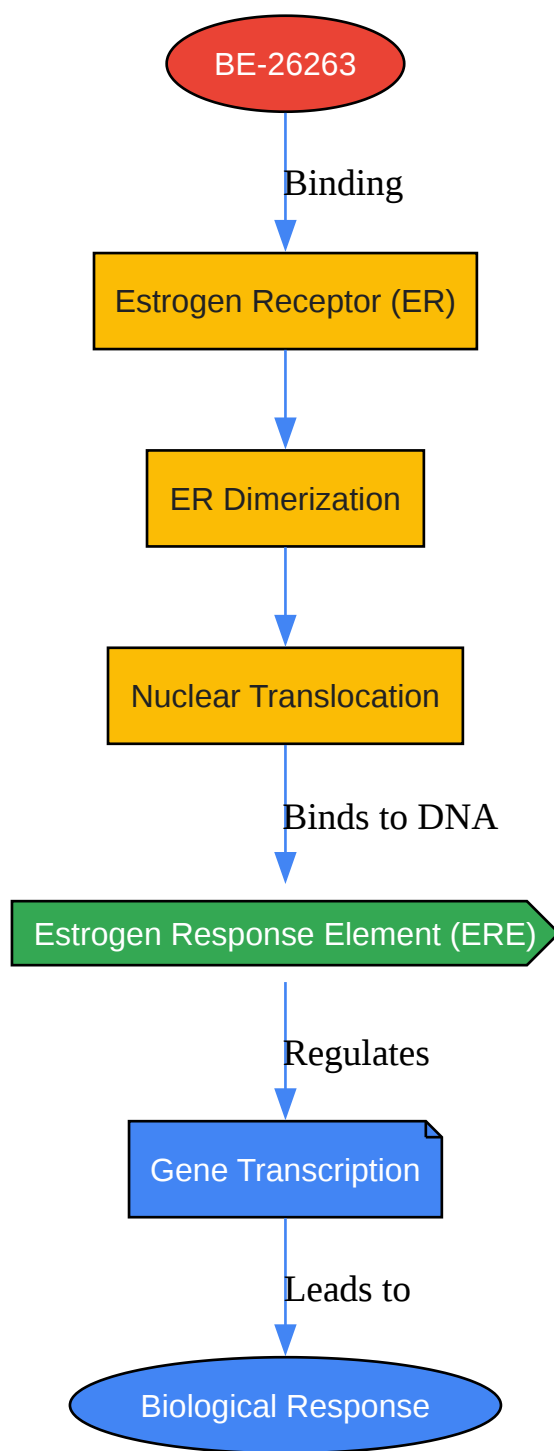 BE-26263
Binding
Estrogen Receptor (ER)
ER Dimerization
Nuclear Translocation
Binds to DNA
Estrogen Response Element (ERE)
Regulates
Gene Transcription
Leads to
Biological Response